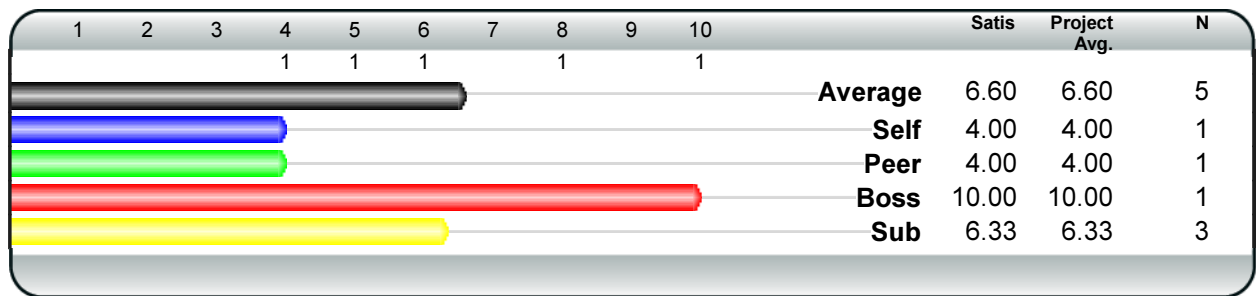 1 2 3 4 5 6 7 8 9 10 Satis Project Avg. N
1 1 1 1 1
Average 6.60 6.60 5
Self 4.00 4.00 1
Peer 4.00 4.00 1
Boss 10.00 10.00 1
Sub 6.33 6.33 3